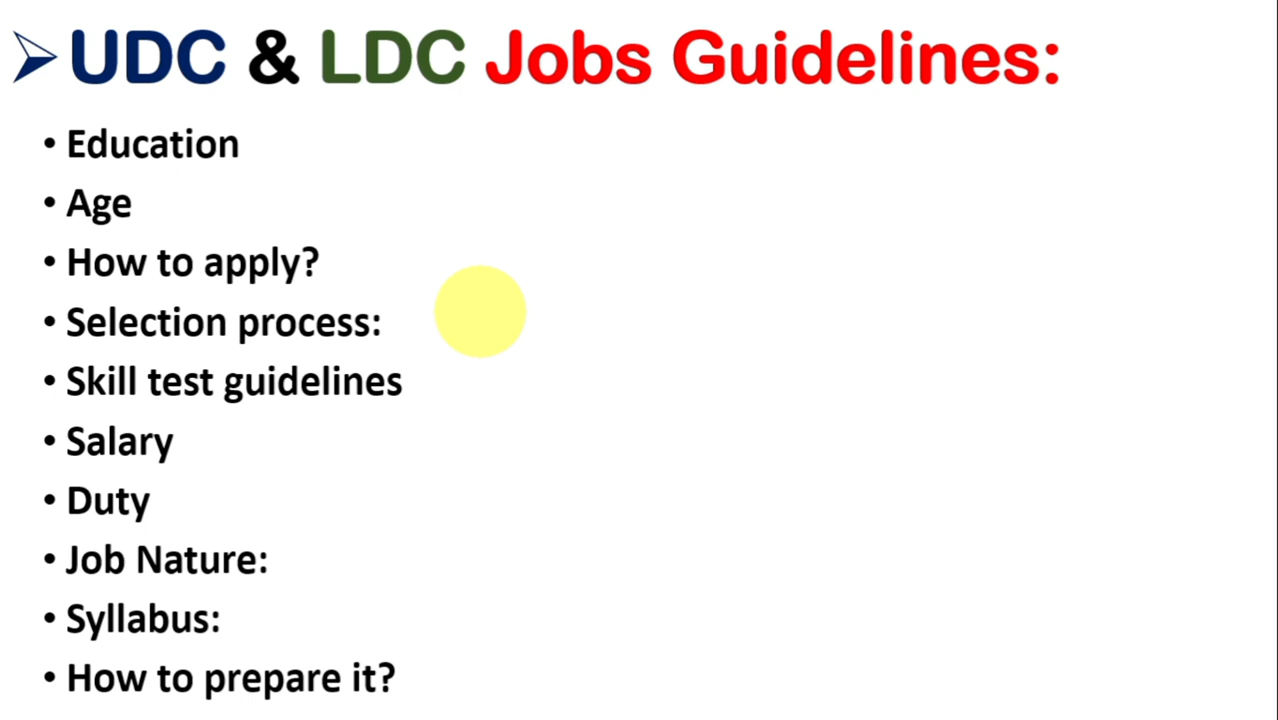 UDC & LDC Jobs Guidelines:
• Education
• Age
• How to apply?
• Selection process:
• Skill test guidelines
• Salary
• Duty
• Job Nature:
• Syllabus:
• How to prepare it?